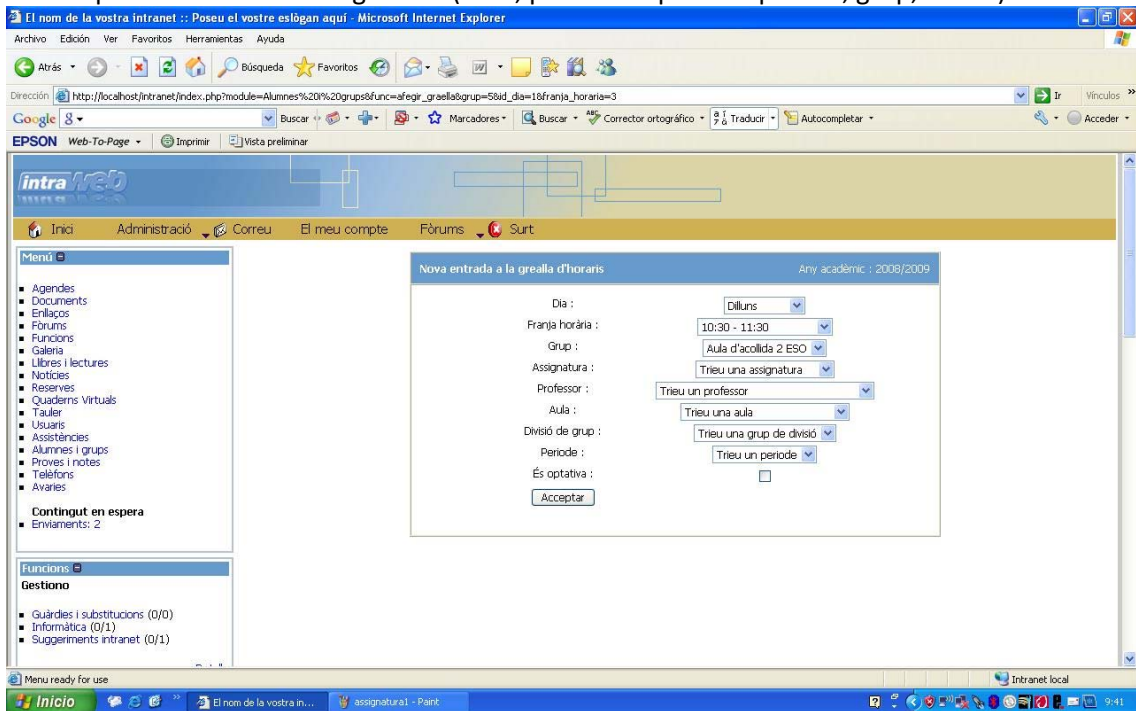 El nom de la vostra intranet :: Poseu el vostre eslògan aquí - Microsoft Internet Explorer
Archivo Edición Ver Favoritos Herramientas Ayuda
Atrás Búsqueda Favoritos
Dirección http://localhost/intranet/index.php?module=Alumnes%20i%20grups&func=afegir_graella&grup=5&id_dia=1&franja_horaria=3 Ir Vínculos »
Google Buscar Marcadores Buscar Corrector ortográfico Traducir Autocompletar Acceder
EPSON Web-To-Page Imprimir Vista preliminar
intraWeb
Inici Administració Correu El meu compte Fòrums Surt
Menú
Agendes
Documents
Enllaços
Fòrums
Funcions
Galeria
Llibres i lectures
Notícies
Reserves
Quaderns Virtuals
Tauler
Usuaris
Assistències
Alumnes i grups
Proves i notes
Telèfons
Avaries
Contingut en espera
Enviaments: 2
Funcions
Gestiono
Guàrdies i substitucions (0/0)
Informàtica (0/1)
Suggeriments intranet (0/1)
Nova entrada a la grealla d'horaris Any acadèmic : 2008/2009
Dia : Dilluns
Franja horària : 10:30 - 11:30
Grup : Aula d'acollida 2 ESO
Assignatura : Trieu una assignatura
Professor : Trieu un professor
Aula : Trieu una aula
Divisió de grup : Trieu una grup de divisió
Periode : Trieu un periode
És optativa :
Acceptar
Menu ready for use Intranet local
Inicio El nom de la vostra in... assignatura1 - Paint 9:41